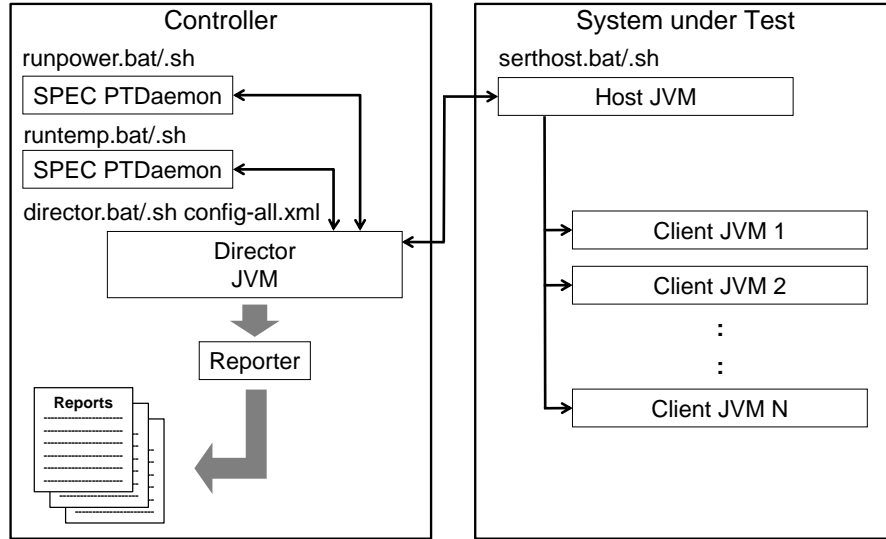 Controller
runpower.bat/.sh
SPEC PTDaemon
runtemp.bat/.sh
SPEC PTDaemon
director.bat/.sh config-all.xml
Director
JVM
Reporter
Reports
System under Test
serthost.bat/.sh
Host JVM
Client JVM 1
Client JVM 2
:
:
Client JVM N